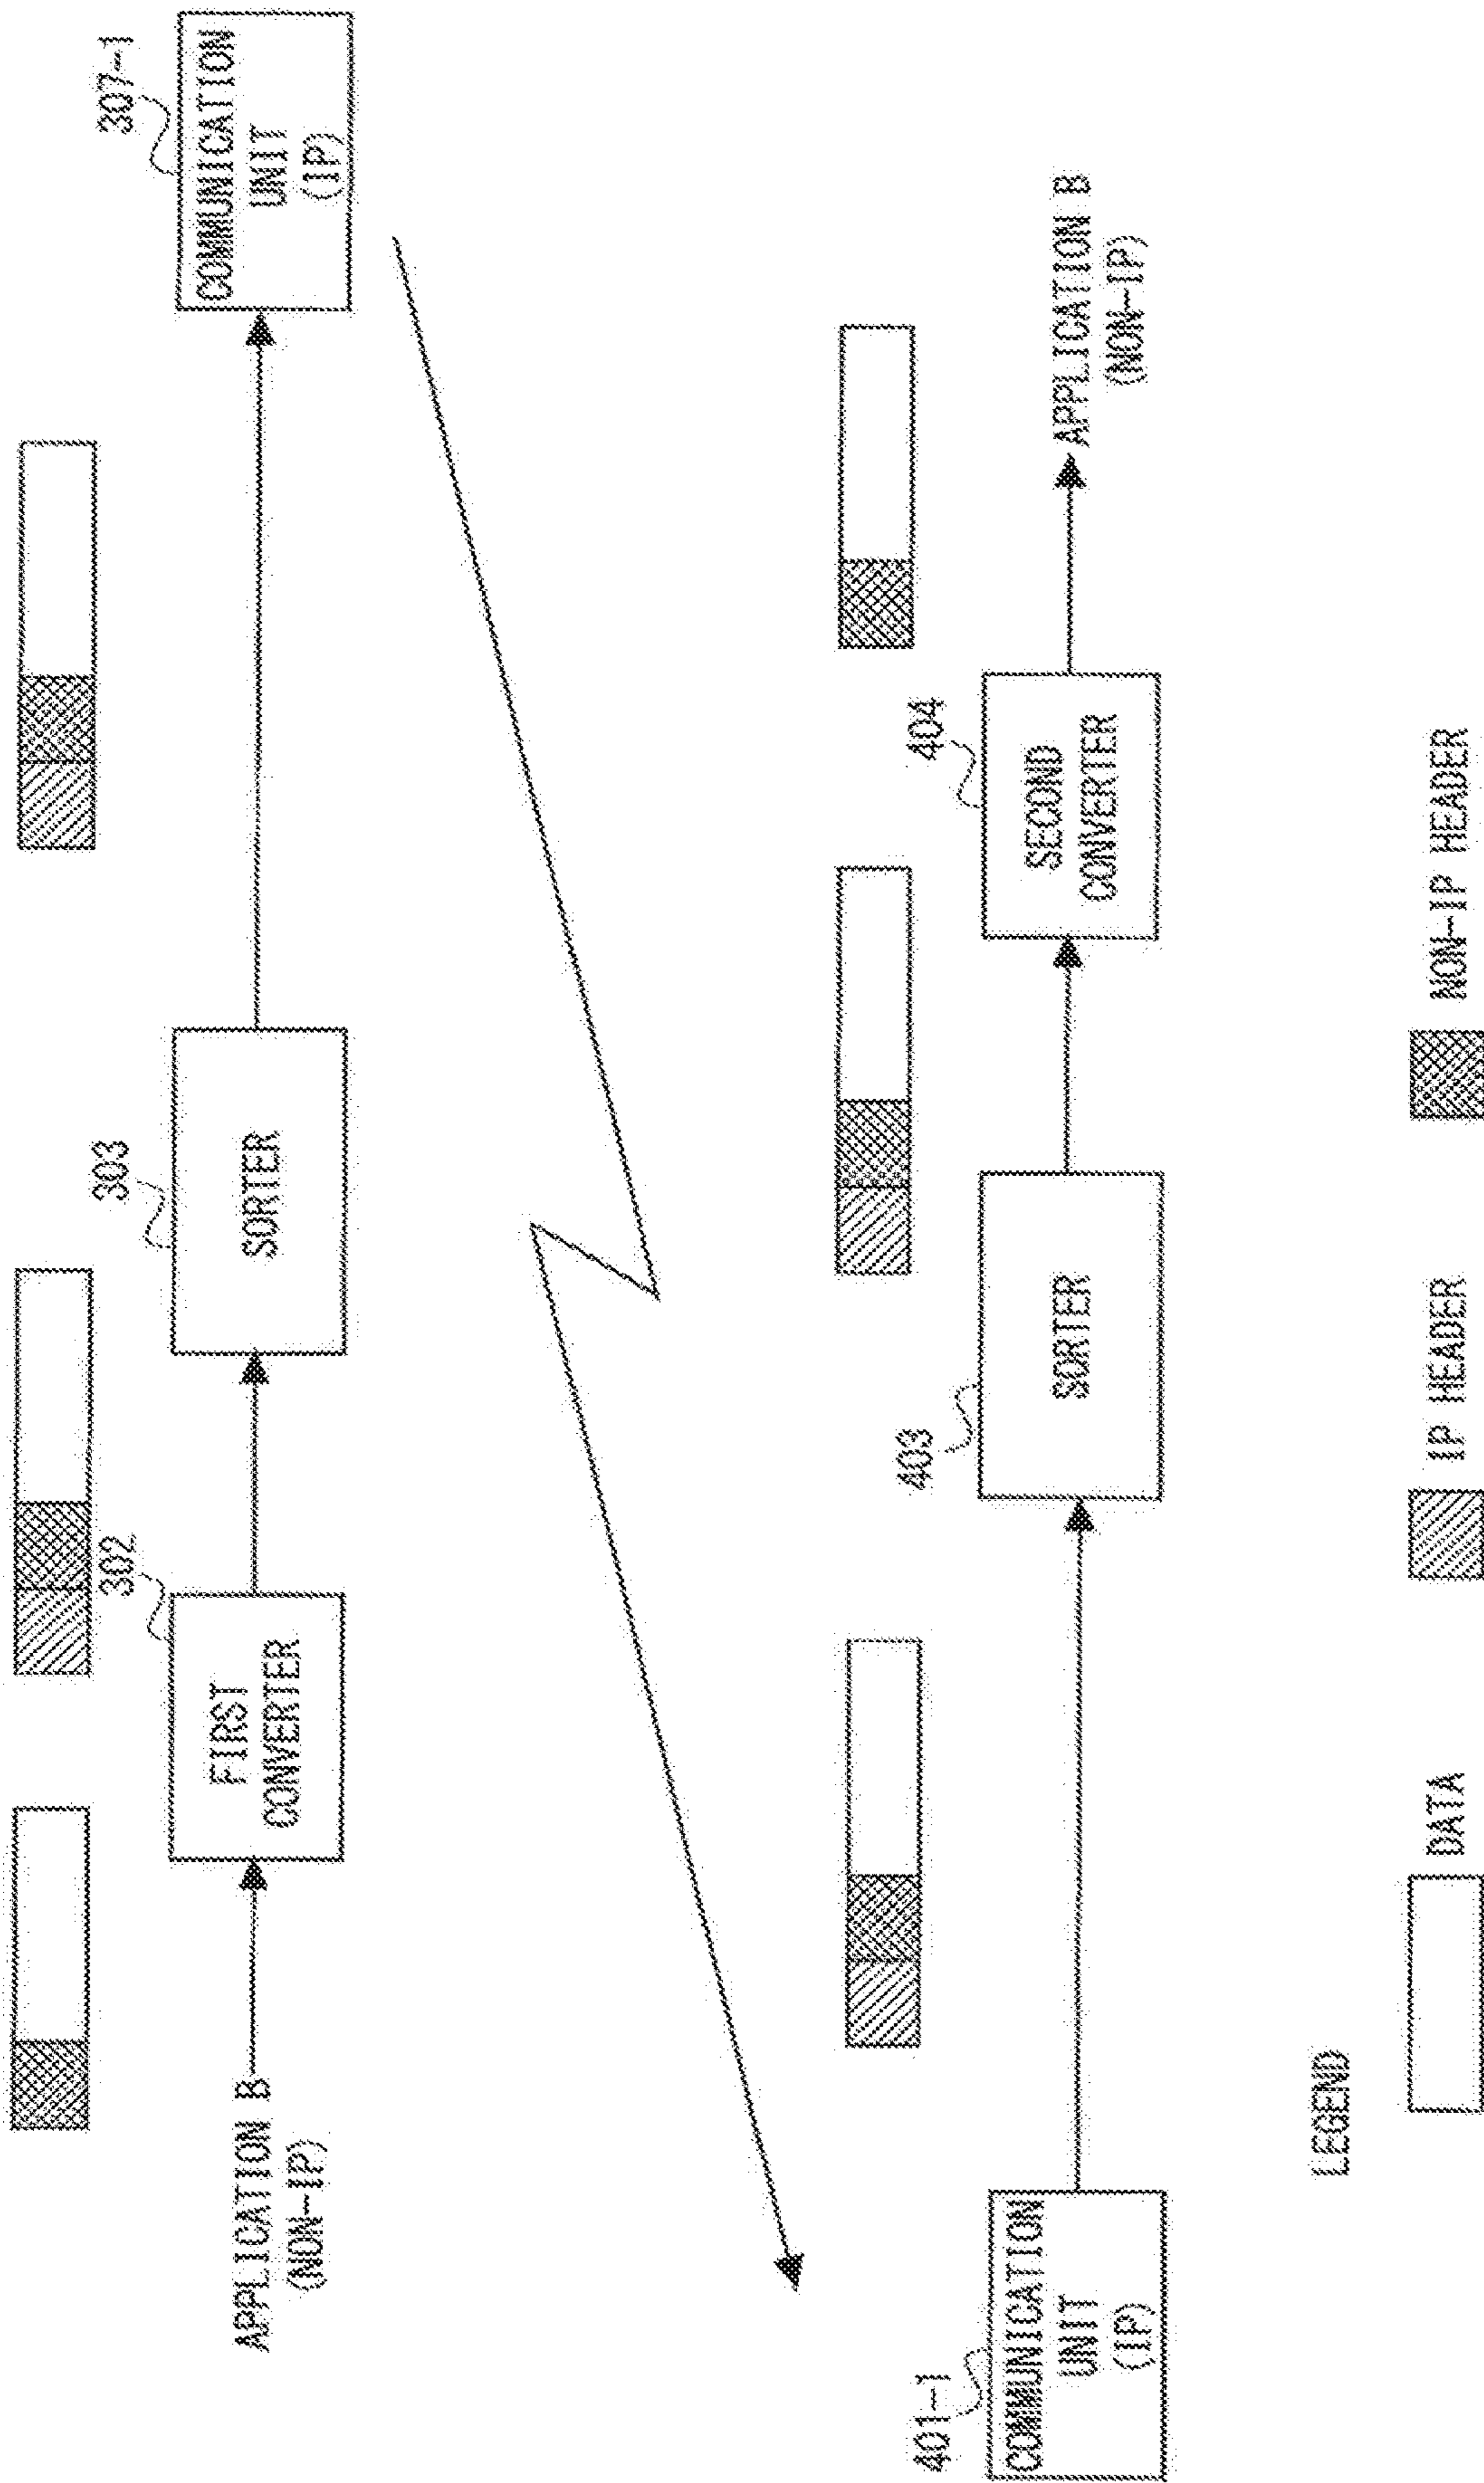 APPLICATION B
(NON-IP)
302
FIRST
CONVERTER
303
SORTER
307-1
COMMUNICATION
UNIT
(IP)
401-1
COMMUNICATION
UNIT
(IP)
403
SORTER
404
SECOND
CONVERTER
APPLICATION B
(NON-IP)
LEGEND
DATA
IP HEADER
NON-IP HEADER